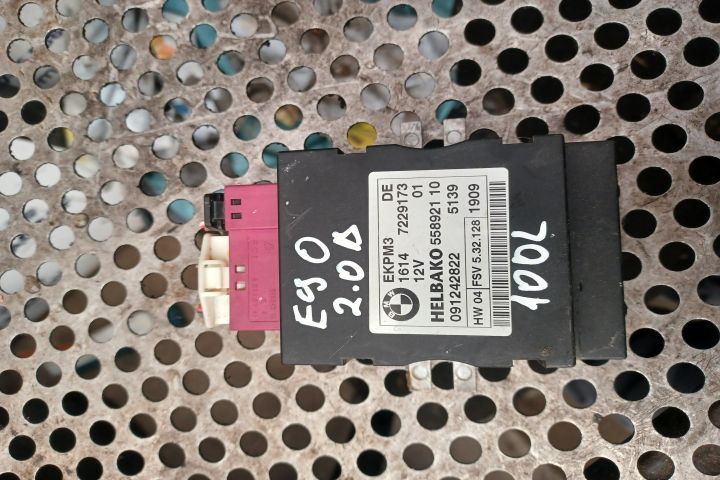 E90
2.0D
BMW
EKPM3 DE
1614 7229173
12V 01
HELBAKO 558921 10
091242822 5139
HW 04 FSV 5.32.128 1909
100L